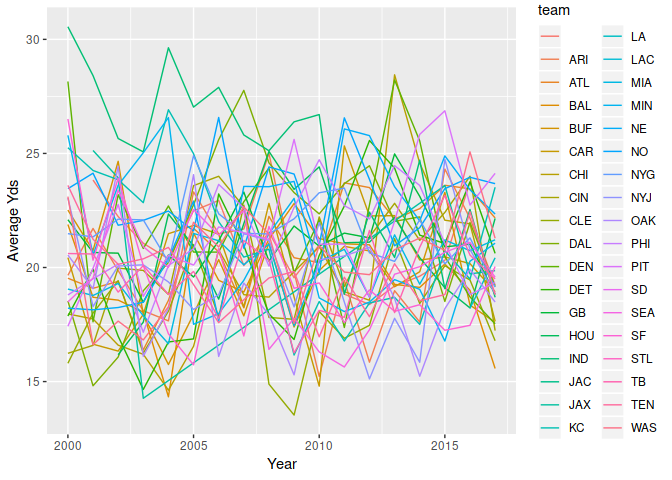 team
30
25
20
15
Average Yds
2000
2005
2010
2015
Year
ARI
ATL
BAL
BUF
CAR
CHI
CIN
CLE
DAL
DEN
DET
GB
HOU
IND
JAC
JAX
KC
LA
LAC
MIA
MIN
NE
NO
NYG
NYJ
OAK
PHI
PIT
SD
SEA
SF
STL
TB
TEN
WAS